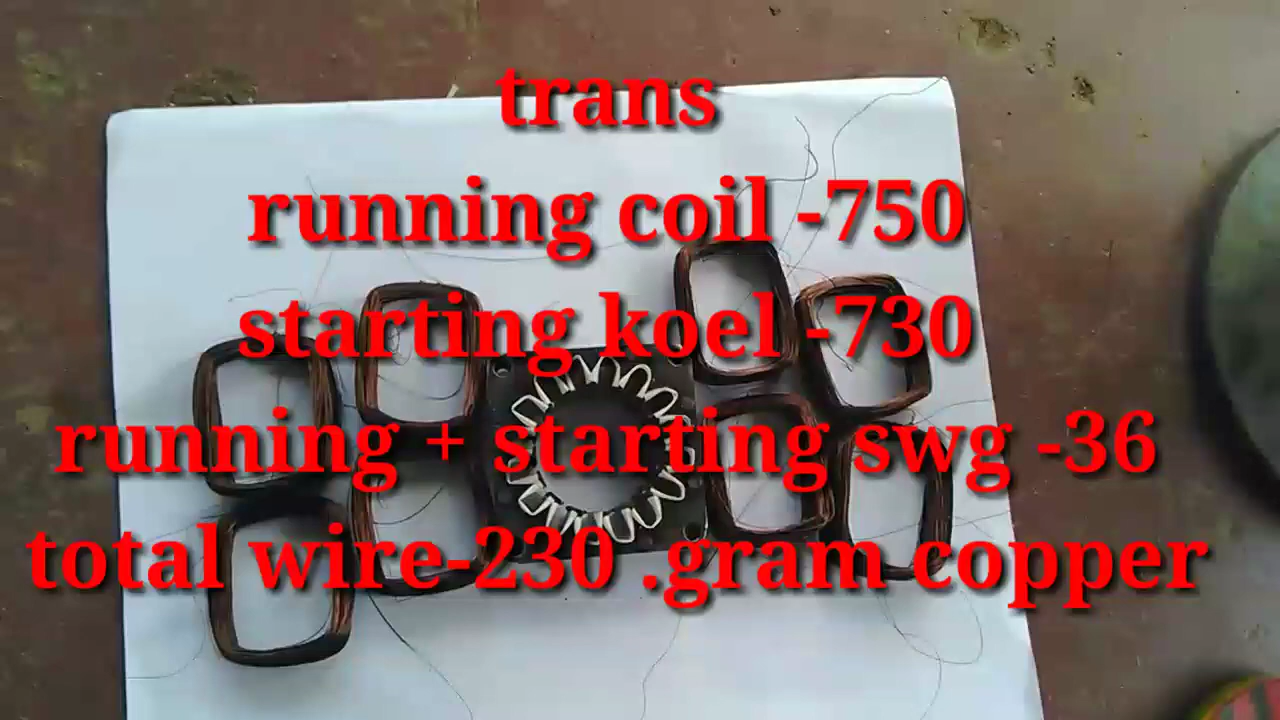 trans
running coil -750
starting koel -730
running + starting swg -36
total wire-230 .gram copper